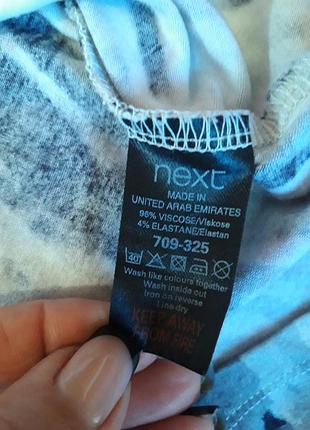 next
MADE IN
UNITED ARAB EMIRATES
96% VISCOSE/Viskose
4% ELASTANE/Elastan
709-325
40
Wash like colours together
Wash inside out
Iron on reverse
Line dry
KEEP AWAY
FROM FIRE